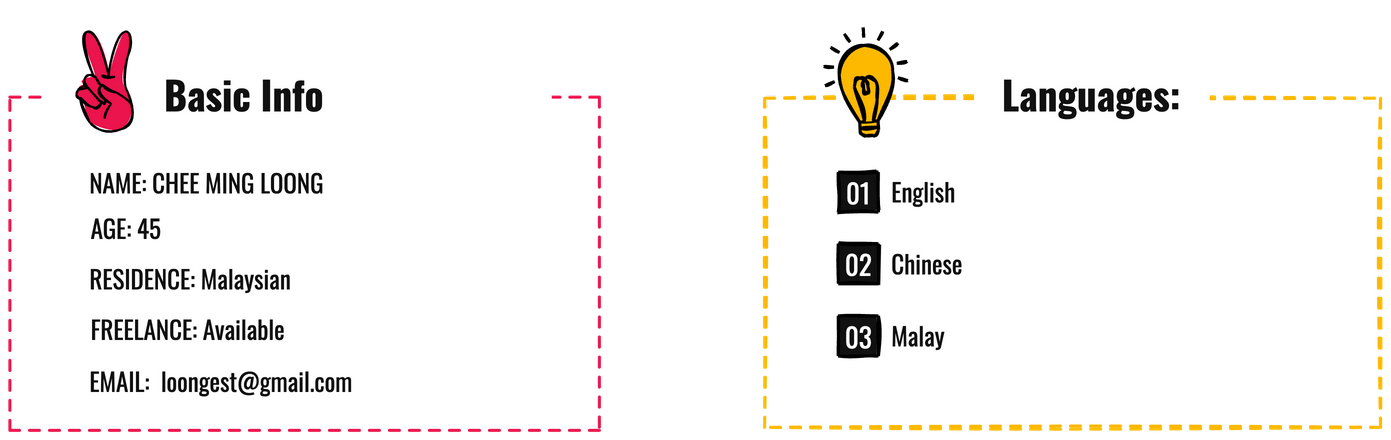 Basic Info
NAME: CHEE MING LOONG
AGE: 45
RESIDENCE: Malaysian
FREELANCE: Available
EMAIL: loongest@gmail.com
Languages:
01 English
02 Chinese
03 Malay